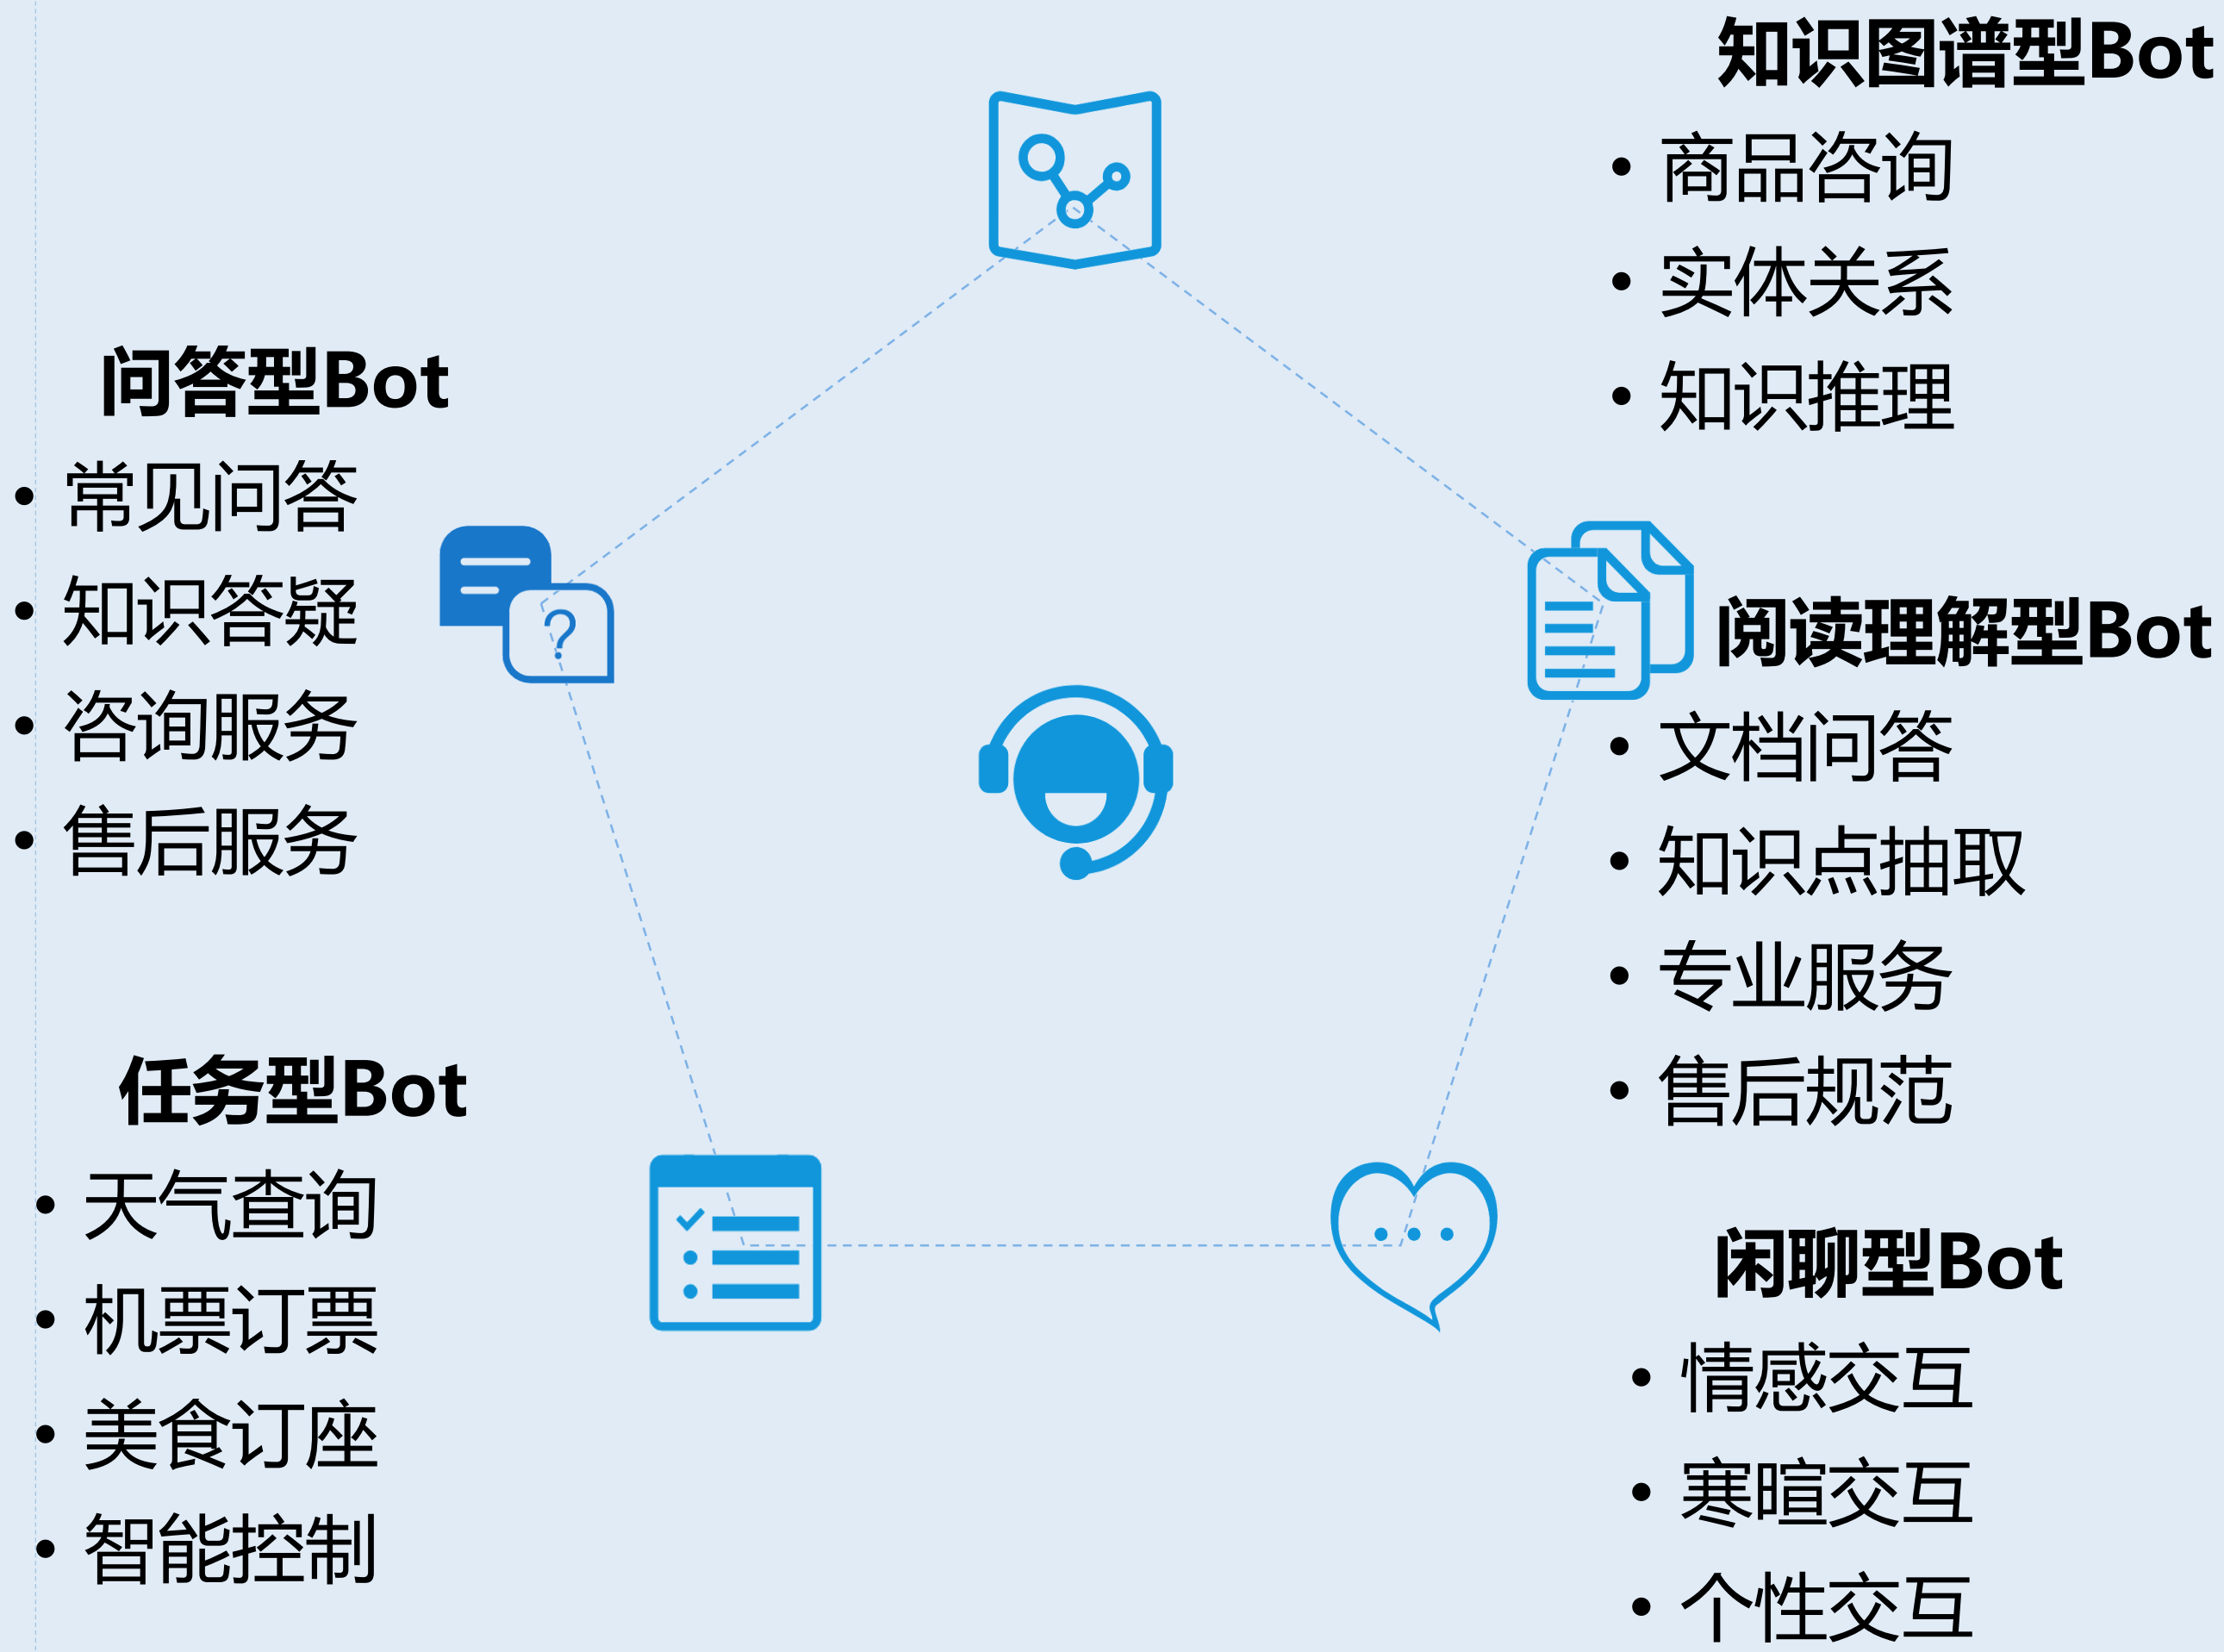 知识图谱型Bot
• 商品咨询
• 实体关系
• 知识推理
问答型Bot
• 常见问答
• 知识答疑
• 咨询服务
• 售后服务
?
阅读理解型Bot
• 文档问答
• 知识点抽取
• 专业服务
• 售后规范
任务型Bot
• 天气查询
• 机票订票
• 美食订座
• 智能控制
闲聊型Bot
• 情感交互
• 寒暄交互
• 个性交互